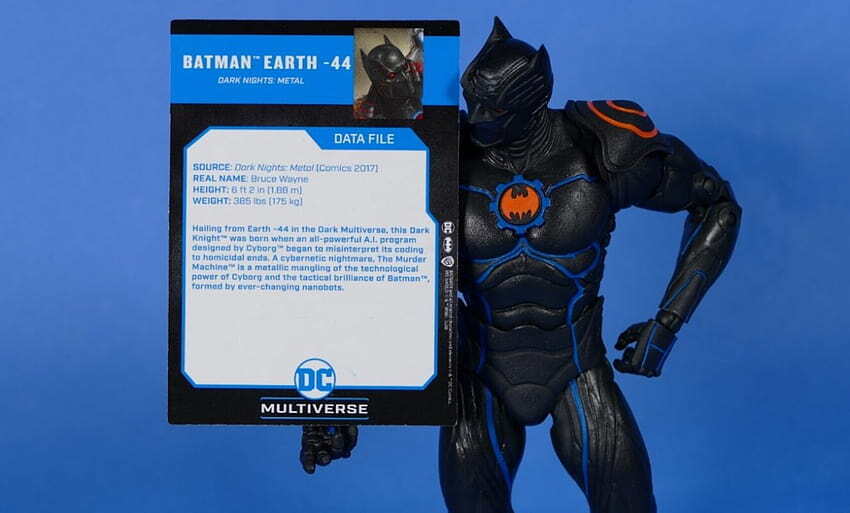 BATMAN™ EARTH -44
DARK NIGHTS: METAL
DATA FILE
SOURCE: Dark Nights: Metal (Comics 2017)
REAL NAME: Bruce Wayne
HEIGHT: 6 ft 2 in (1.88 m)
WEIGHT: 385 lbs (175 kg)
Hailing from Earth -44 in the Dark Multiverse, this Dark
Knight™ was born when an all-powerful A.I. program
designed by Cyborg™ began to misinterpret its coding
to homicidal ends. A cybernetic nightmare, The Murder
Machine™ is a metallic mangling of the technological
power of Cyborg and the tactical brilliance of Batman™,
formed by ever-changing nanobots.
DC
MULTIVERSE
DC